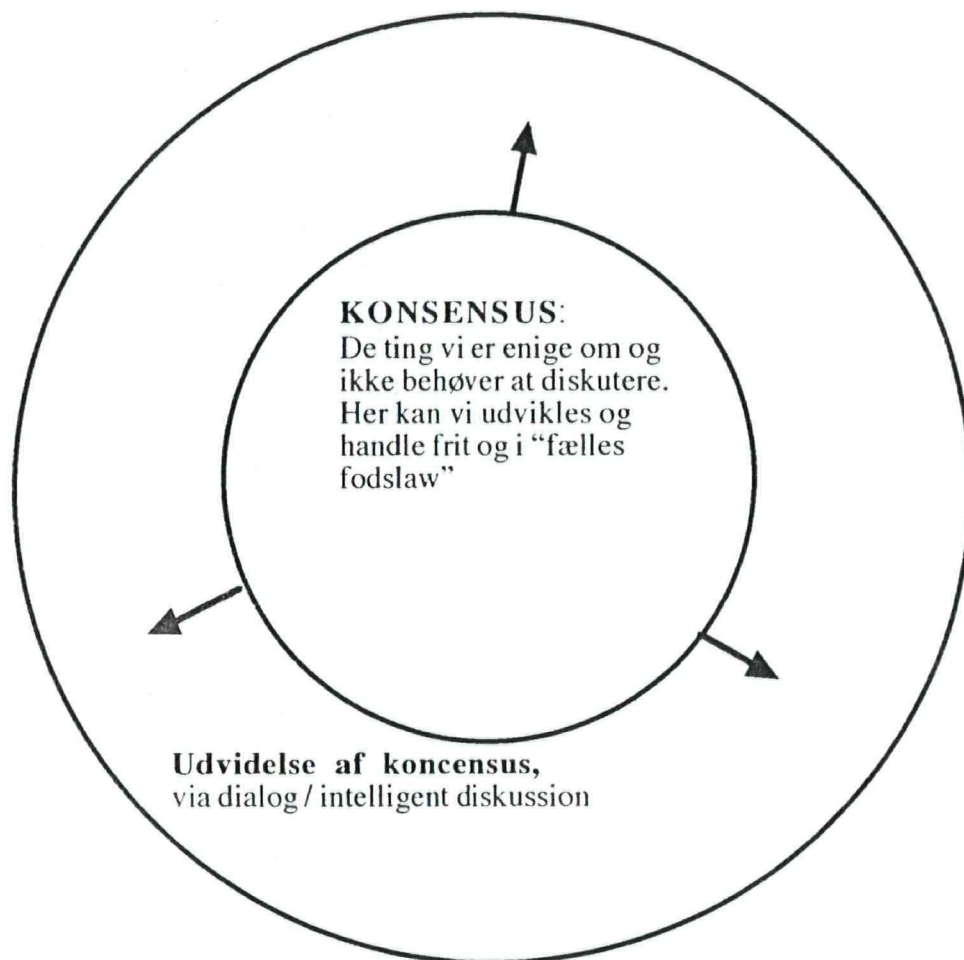 KONSENSUS:
De ting vi er enige om og
ikke behøver at diskutere.
Her kan vi udvikles og
handle frit og i “fælles
fodslaw”
Udvidelse af koncensus,
via dialog / intelligent diskussion